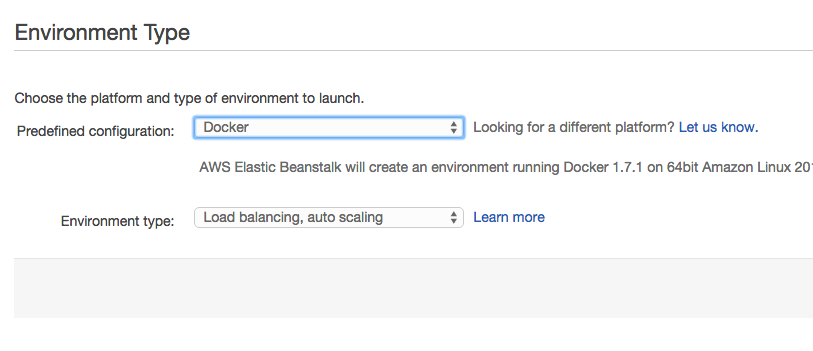 Environment Type
Choose the platform and type of environment to launch.
Predefined configuration: Docker Looking for a different platform? Let us know.
AWS Elastic Beanstalk will create an environment running Docker 1.7.1 on 64bit Amazon Linux
Environment type: Load balancing, auto scaling Learn more